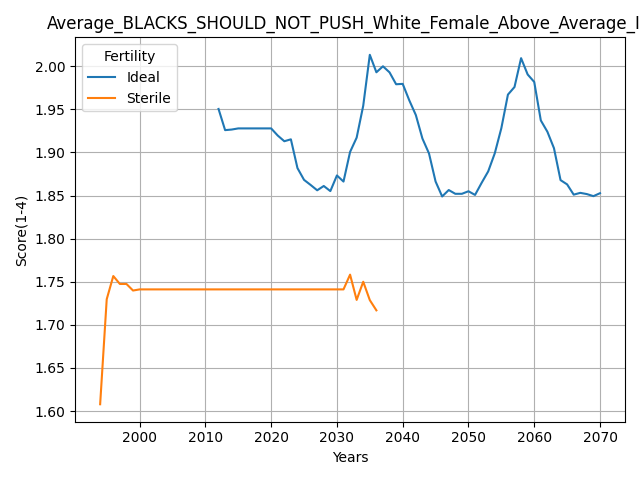 Average_BLACKS_SHOULD_NOT_PUSH_White_Female_Above_Average_I
Fertility
Ideal
Sterile
Score(1-4)
2.00
1.95
1.90
1.85
1.80
1.75
1.70
1.65
1.60
2000 2010 2020 2030 2040 2050 2060 2070
Years